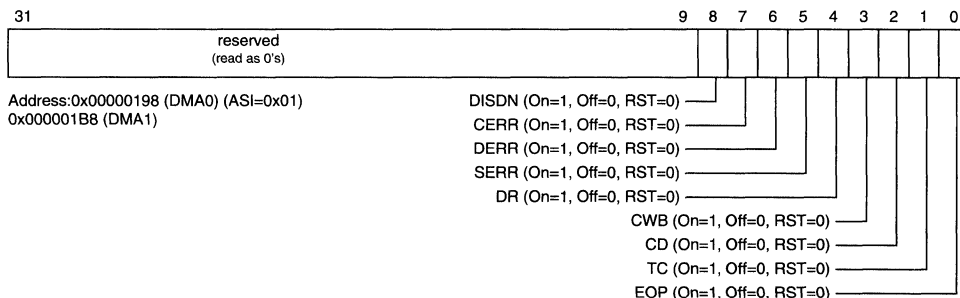 31 9 8 7 6 5 4 3 2 1 0
reserved
(read as 0's)
Address:0x00000198 (DMA0) (ASI=0x01)
0x000001B8 (DMA1)
DISDN (On=1, Off=0, RST=0)
CERR (On=1, Off=0, RST=0)
DERR (On=1, Off=0, RST=0)
SERR (On=1, Off=0, RST=0)
DR (On=1, Off=0, RST=0)
CWB (On=1, Off=0, RST=0)
CD (On=1, Off=0, RST=0)
TC (On=1, Off=0, RST=0)
EOP (On=1, Off=0, RST=0)